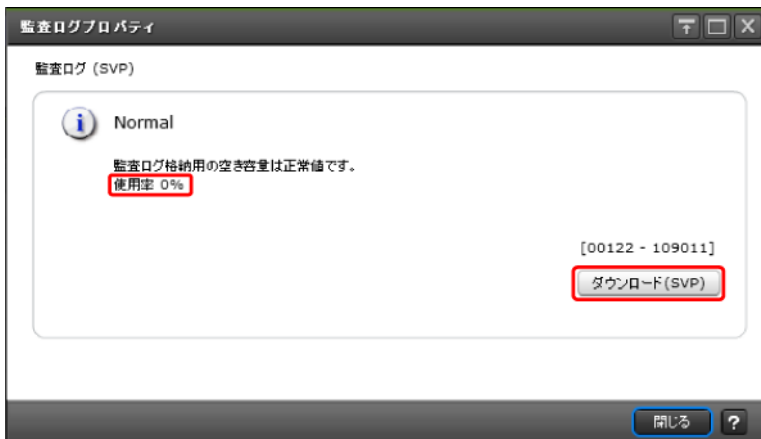 監査ログプロパティ
監査ログ (SVP)
Normal
監査ログ格納用の空き容量は正常値です。
使用率 0%
[00122 - 109011]
ダウンロード(SVP)
閉じる ?